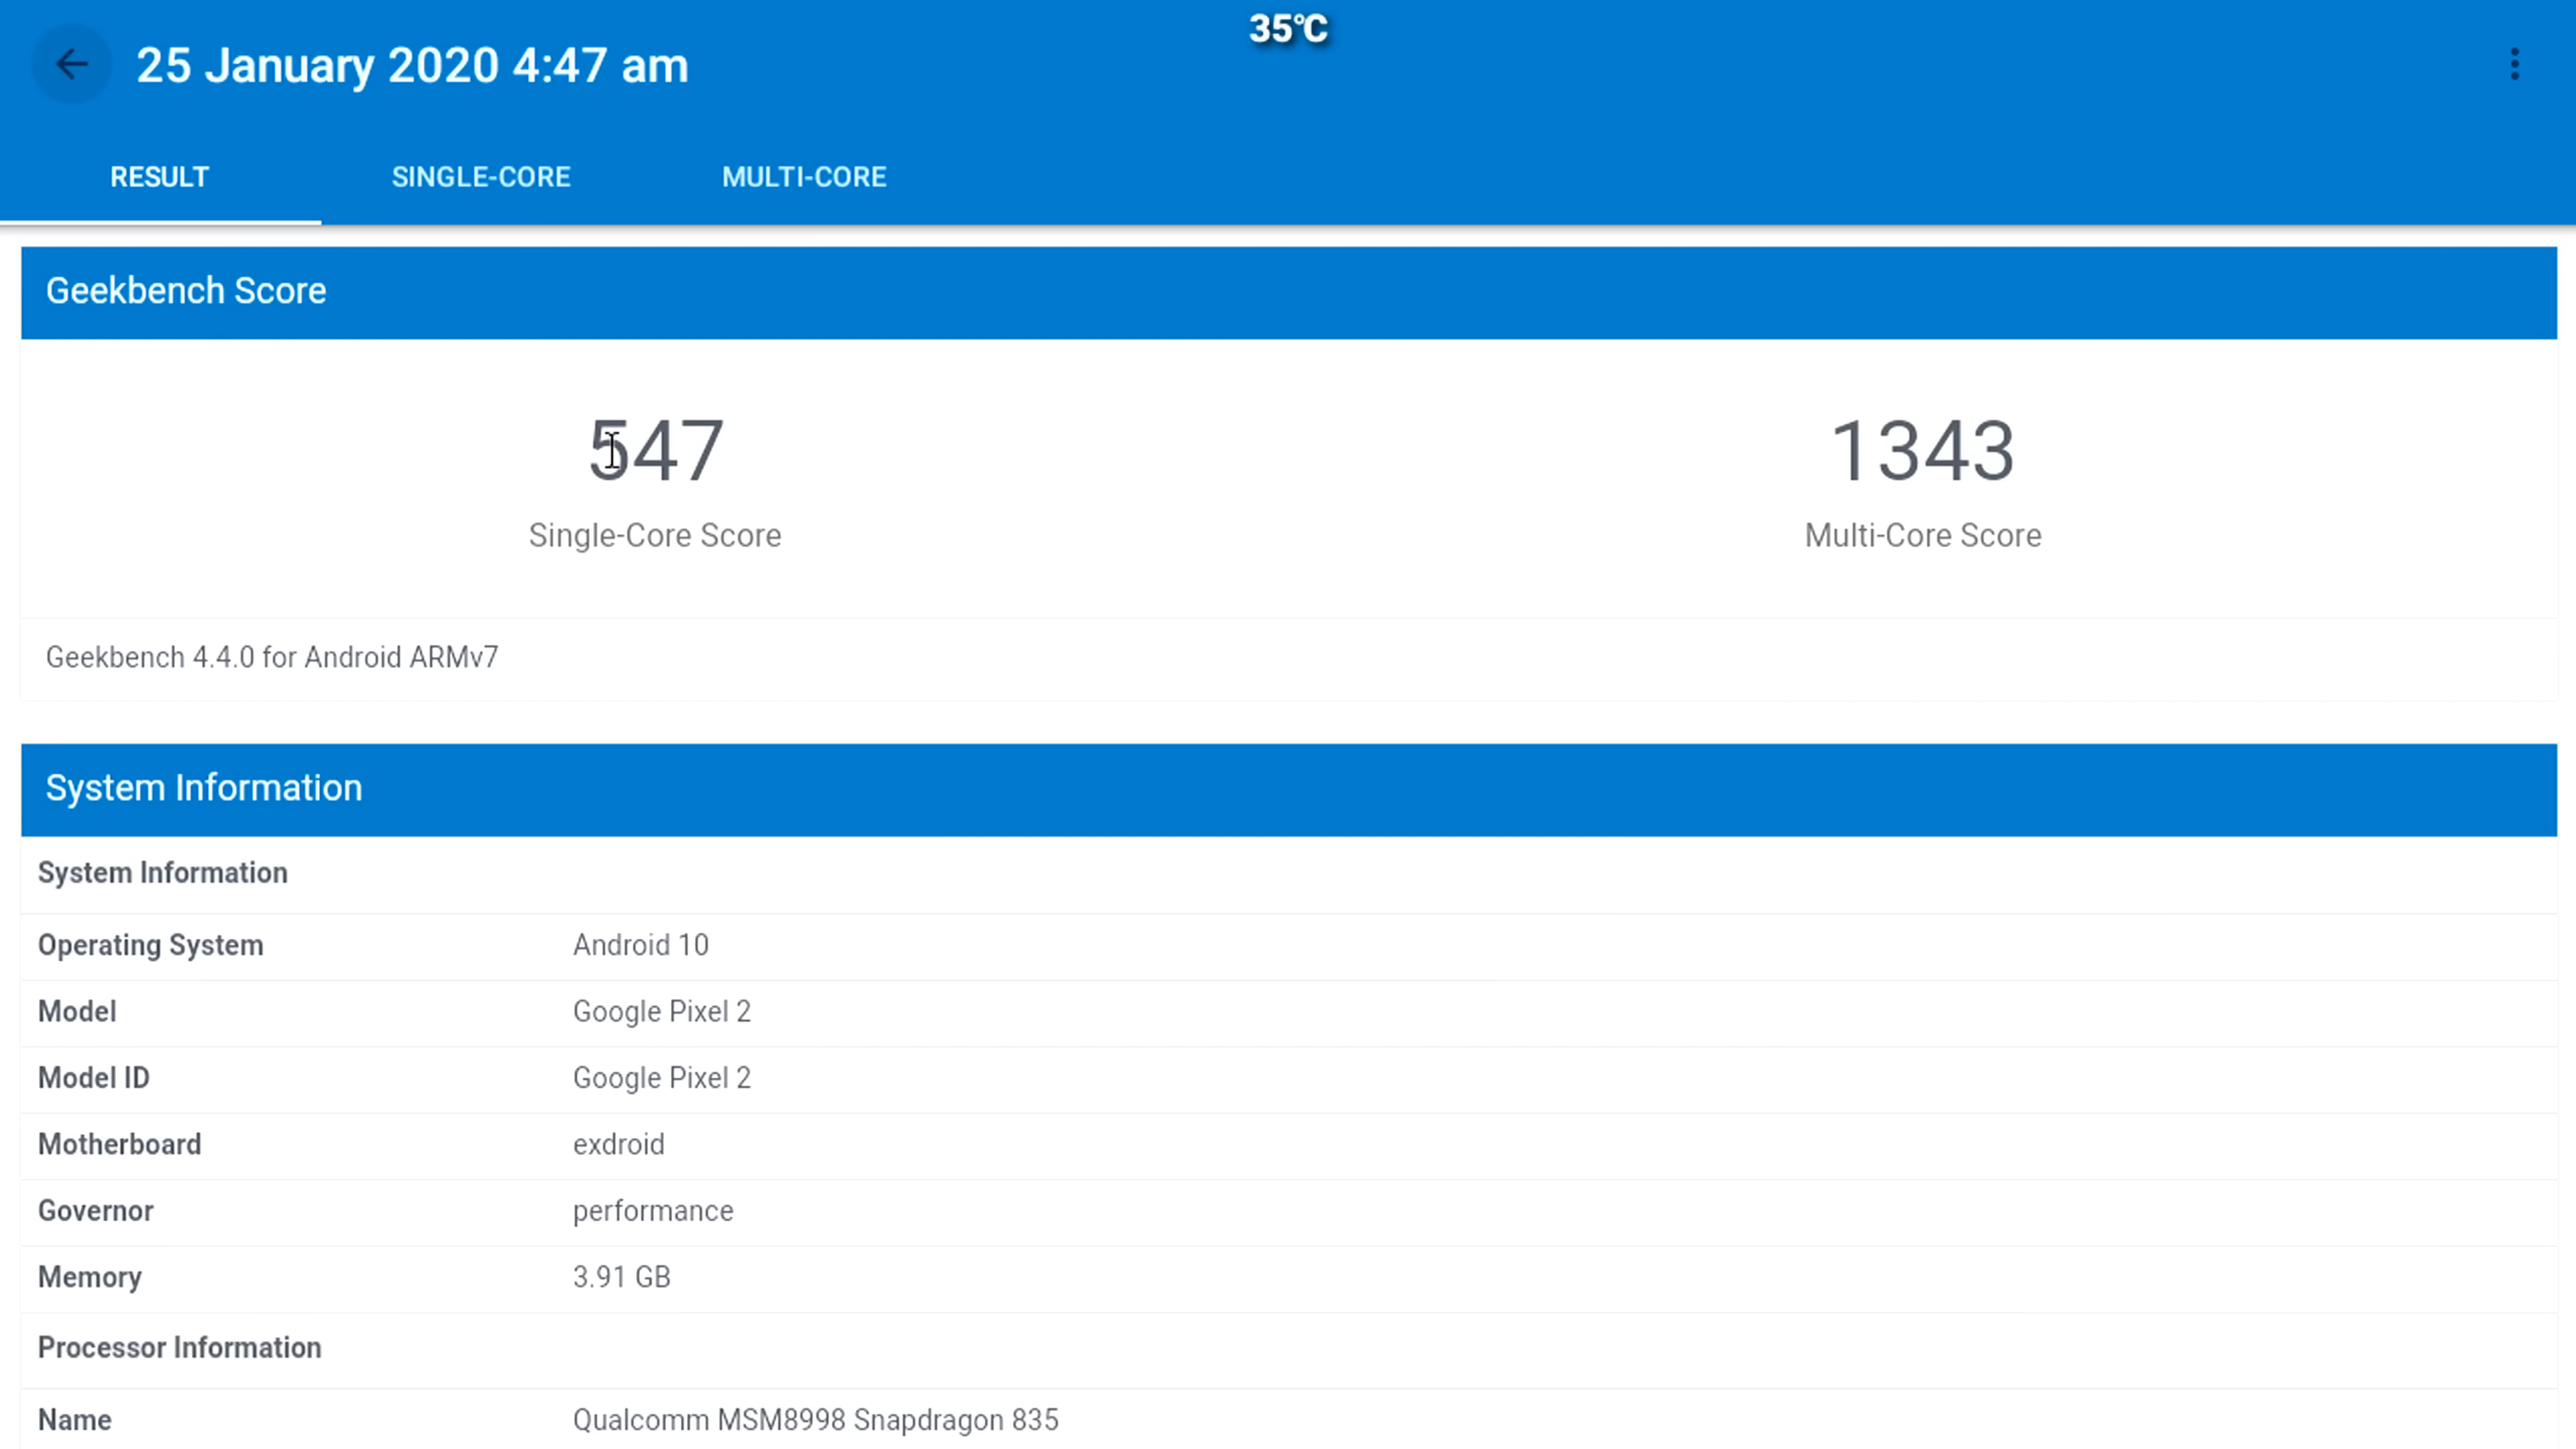 35°C
25 January 2020 4:47 am
RESULT SINGLE-CORE MULTI-CORE
Geekbench Score
547 1343
Single-Core Score Multi-Core Score
Geekbench 4.4.0 for Android ARMv7
System Information
System Information
Operating System Android 10
Model Google Pixel 2
Model ID Google Pixel 2
Motherboard exdroid
Governor performance
Memory 3.91 GB
Processor Information
Name Qualcomm MSM8998 Snapdragon 835